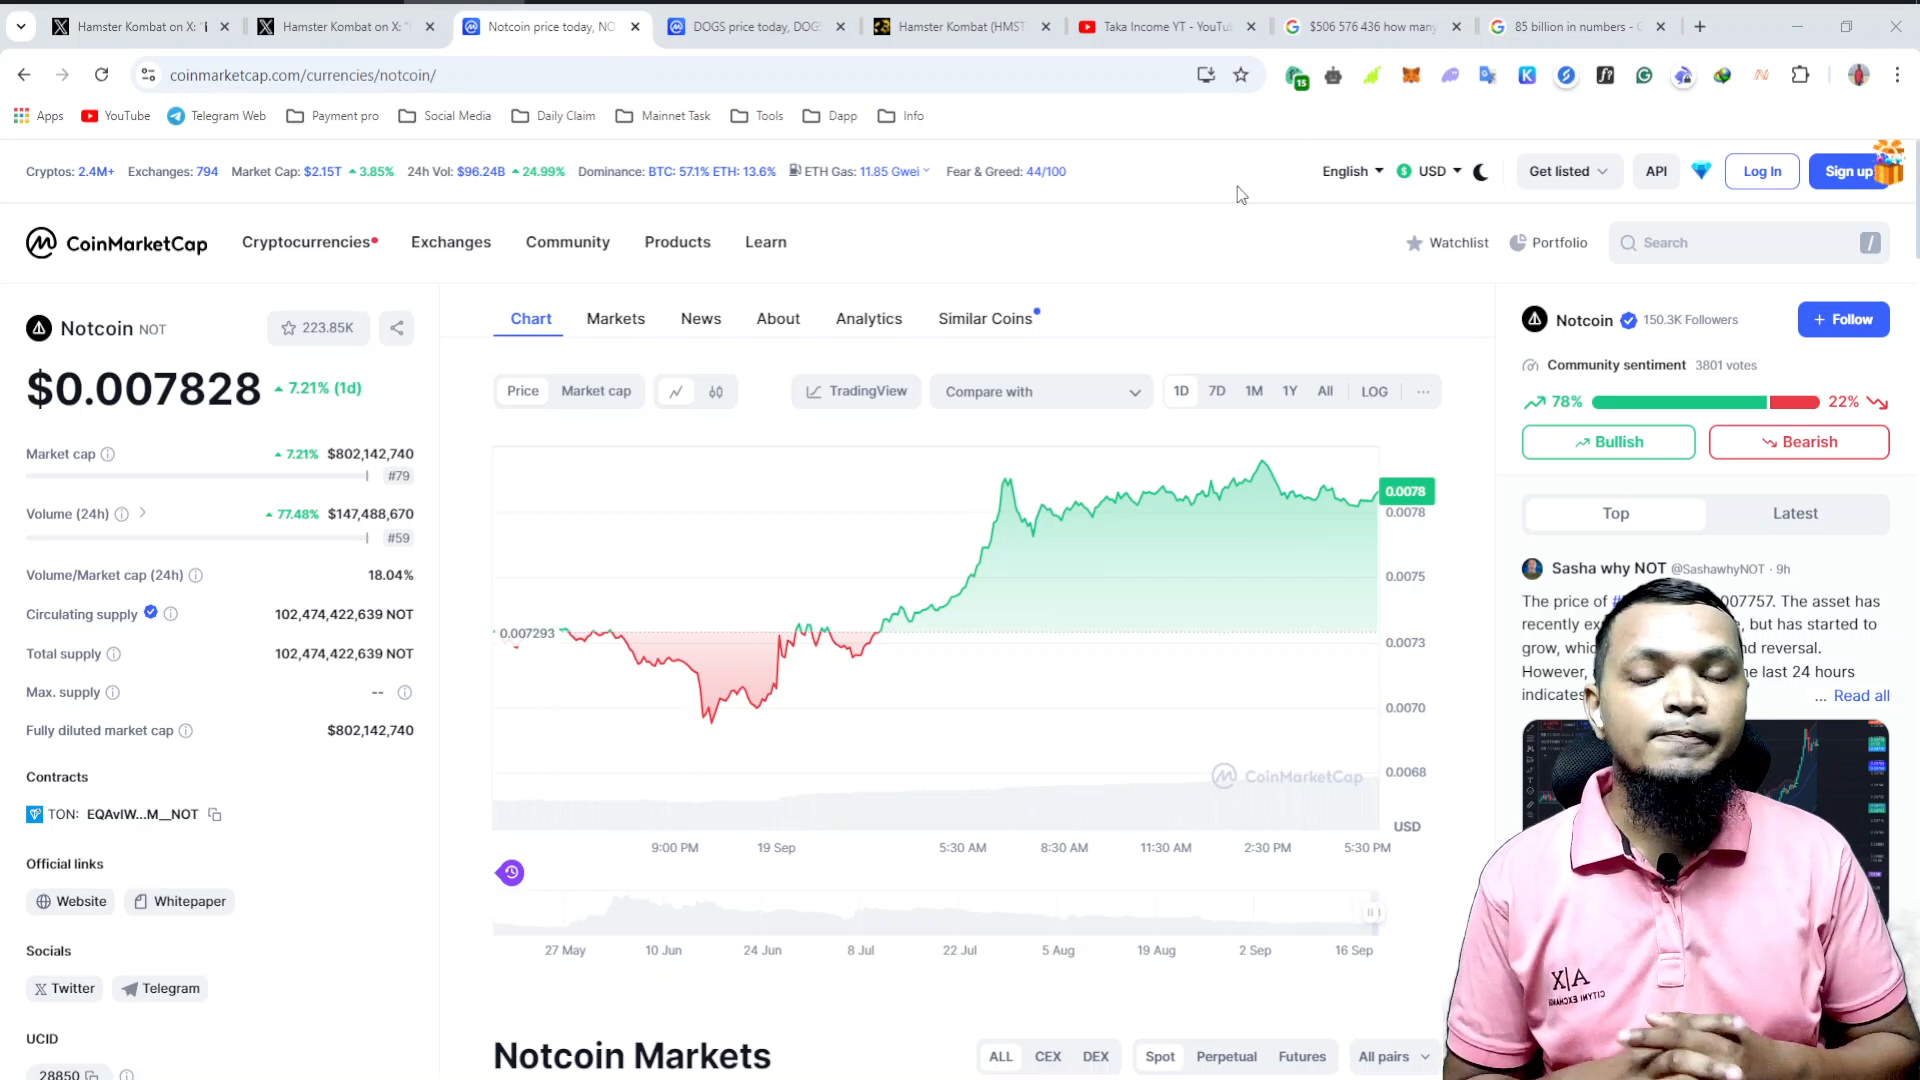 Hamster Kombat on X: "
Hamster Kombat on X: "
Notcoin price today, NO
DOGS price today, DOGS
Hamster Kombat (HMST
Taka Income YT - YouTu
$506 576 436 how many
85 billion in numbers - G
coinmarketcap.com/currencies/notcoin/
15
Apps YouTube Telegram Web Payment pro Social Media Daily Claim Mainnet Task Tools Dapp Info
Cryptos: 2.4M+ Exchanges: 794 Market Cap: $2.15T 3.85% 24h Vol: $96.24B 24.99% Dominance: BTC: 57.1% ETH: 13.6% ETH Gas: 11.85 Gwei Fear & Greed: 44/100
English USD Get listed API Log In Sign up
CoinMarketCap Cryptocurrencies Exchanges Community Products Learn
Watchlist Portfolio Search /
Notcoin NOT 223.85K
$0.007828 7.21% (1d)
Market cap 7.21% $802,142,740
#79
Volume (24h) 77.48% $147,488,670
#59
Volume/Market cap (24h) 18.04%
Circulating supply 102,474,422,639 NOT
Total supply 102,474,422,639 NOT
Max. supply --
Fully diluted market cap $802,142,740
Contracts
TON: EQAvlW...M__NOT
Official links
Website Whitepaper
Socials
Twitter Telegram
UCID
28850
Chart Markets News About Analytics Similar Coins
Price Market cap TradingView Compare with 1D 7D 1M 1Y All LOG ...
0.0078
0.0078
0.0075
0.007293
0.0073
0.0070
CoinMarketCap
0.0068
USD
9:00 PM 19 Sep 5:30 AM 8:30 AM 11:30 AM 2:30 PM 5:30 PM
27 May 10 Jun 24 Jun 8 Jul 22 Jul 5 Aug 19 Aug 2 Sep 16 Sep
Notcoin Markets
ALL CEX DEX Spot Perpetual Futures All pairs
Notcoin 150.3K Followers + Follow
Community sentiment 3801 votes
78% 22%
Bullish Bearish
Top Latest
Sasha why NOT @SashawhyNOT · 9h
The price of # 007757. The asset has
recently ex , but has started to
grow, whic nd reversal.
However, he last 24 hours
indicates ... Read all